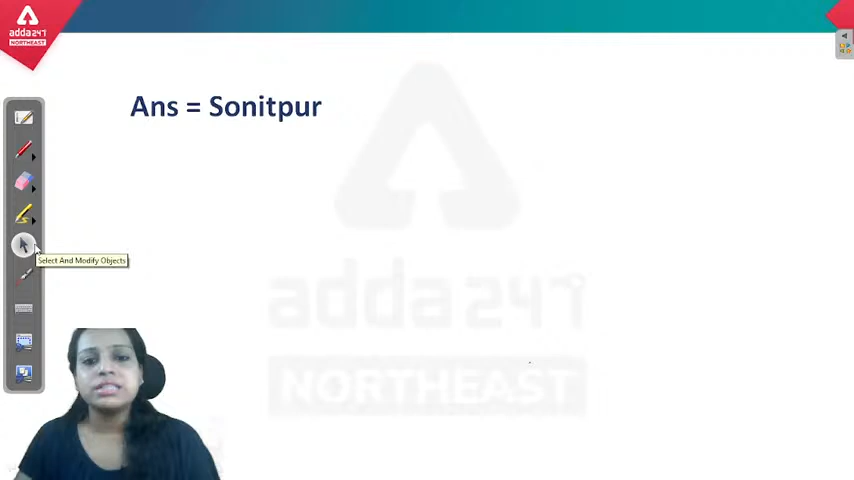 adda247
NORTHEAST
Ans = Sonitpur
Select And Modify Objects
adda247
NORTHEAST